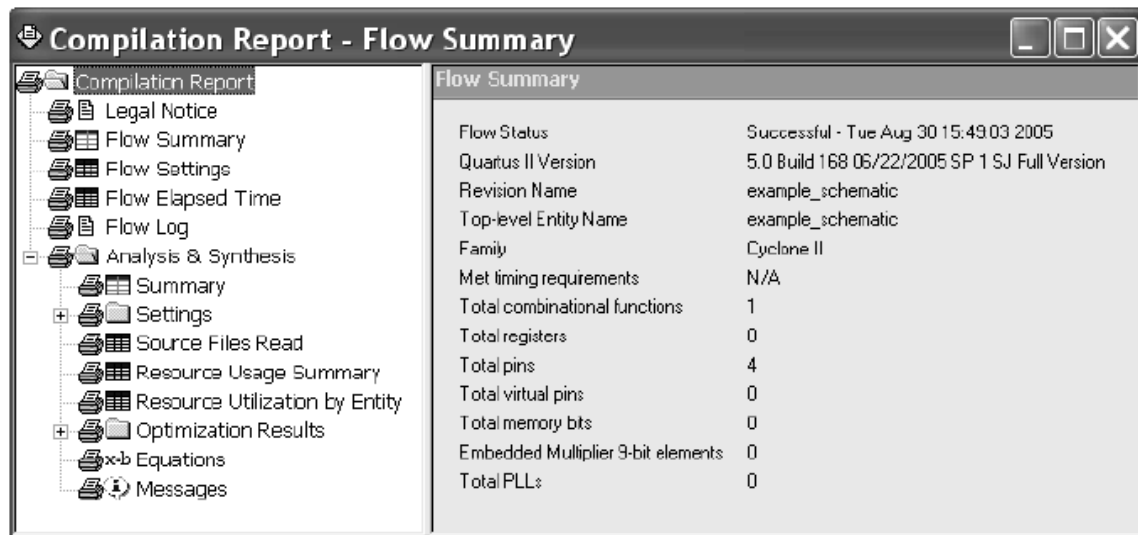 Compilation Report - Flow Summary
Compilation Report
Legal Notice
Flow Summary
Flow Settings
Flow Elapsed Time
Flow Log
Analysis & Synthesis
Summary
Settings
Source Files Read
Resource Usage Summary
Resource Utilization by Entity
Optimization Results
x-b Equations
Messages
Flow Summary
Flow Status Successful - Tue Aug 30 15:49:03 2005
Quartus II Version 5.0 Build 168 06/22/2005 SP 1 SJ Full Version
Revision Name example_schematic
Top-level Entity Name example_schematic
Family Cyclone II
Met timing requirements N/A
Total combinational functions 1
Total registers 0
Total pins 4
Total virtual pins 0
Total memory bits 0
Embedded Multiplier 9-bit elements 0
Total PLLs 0